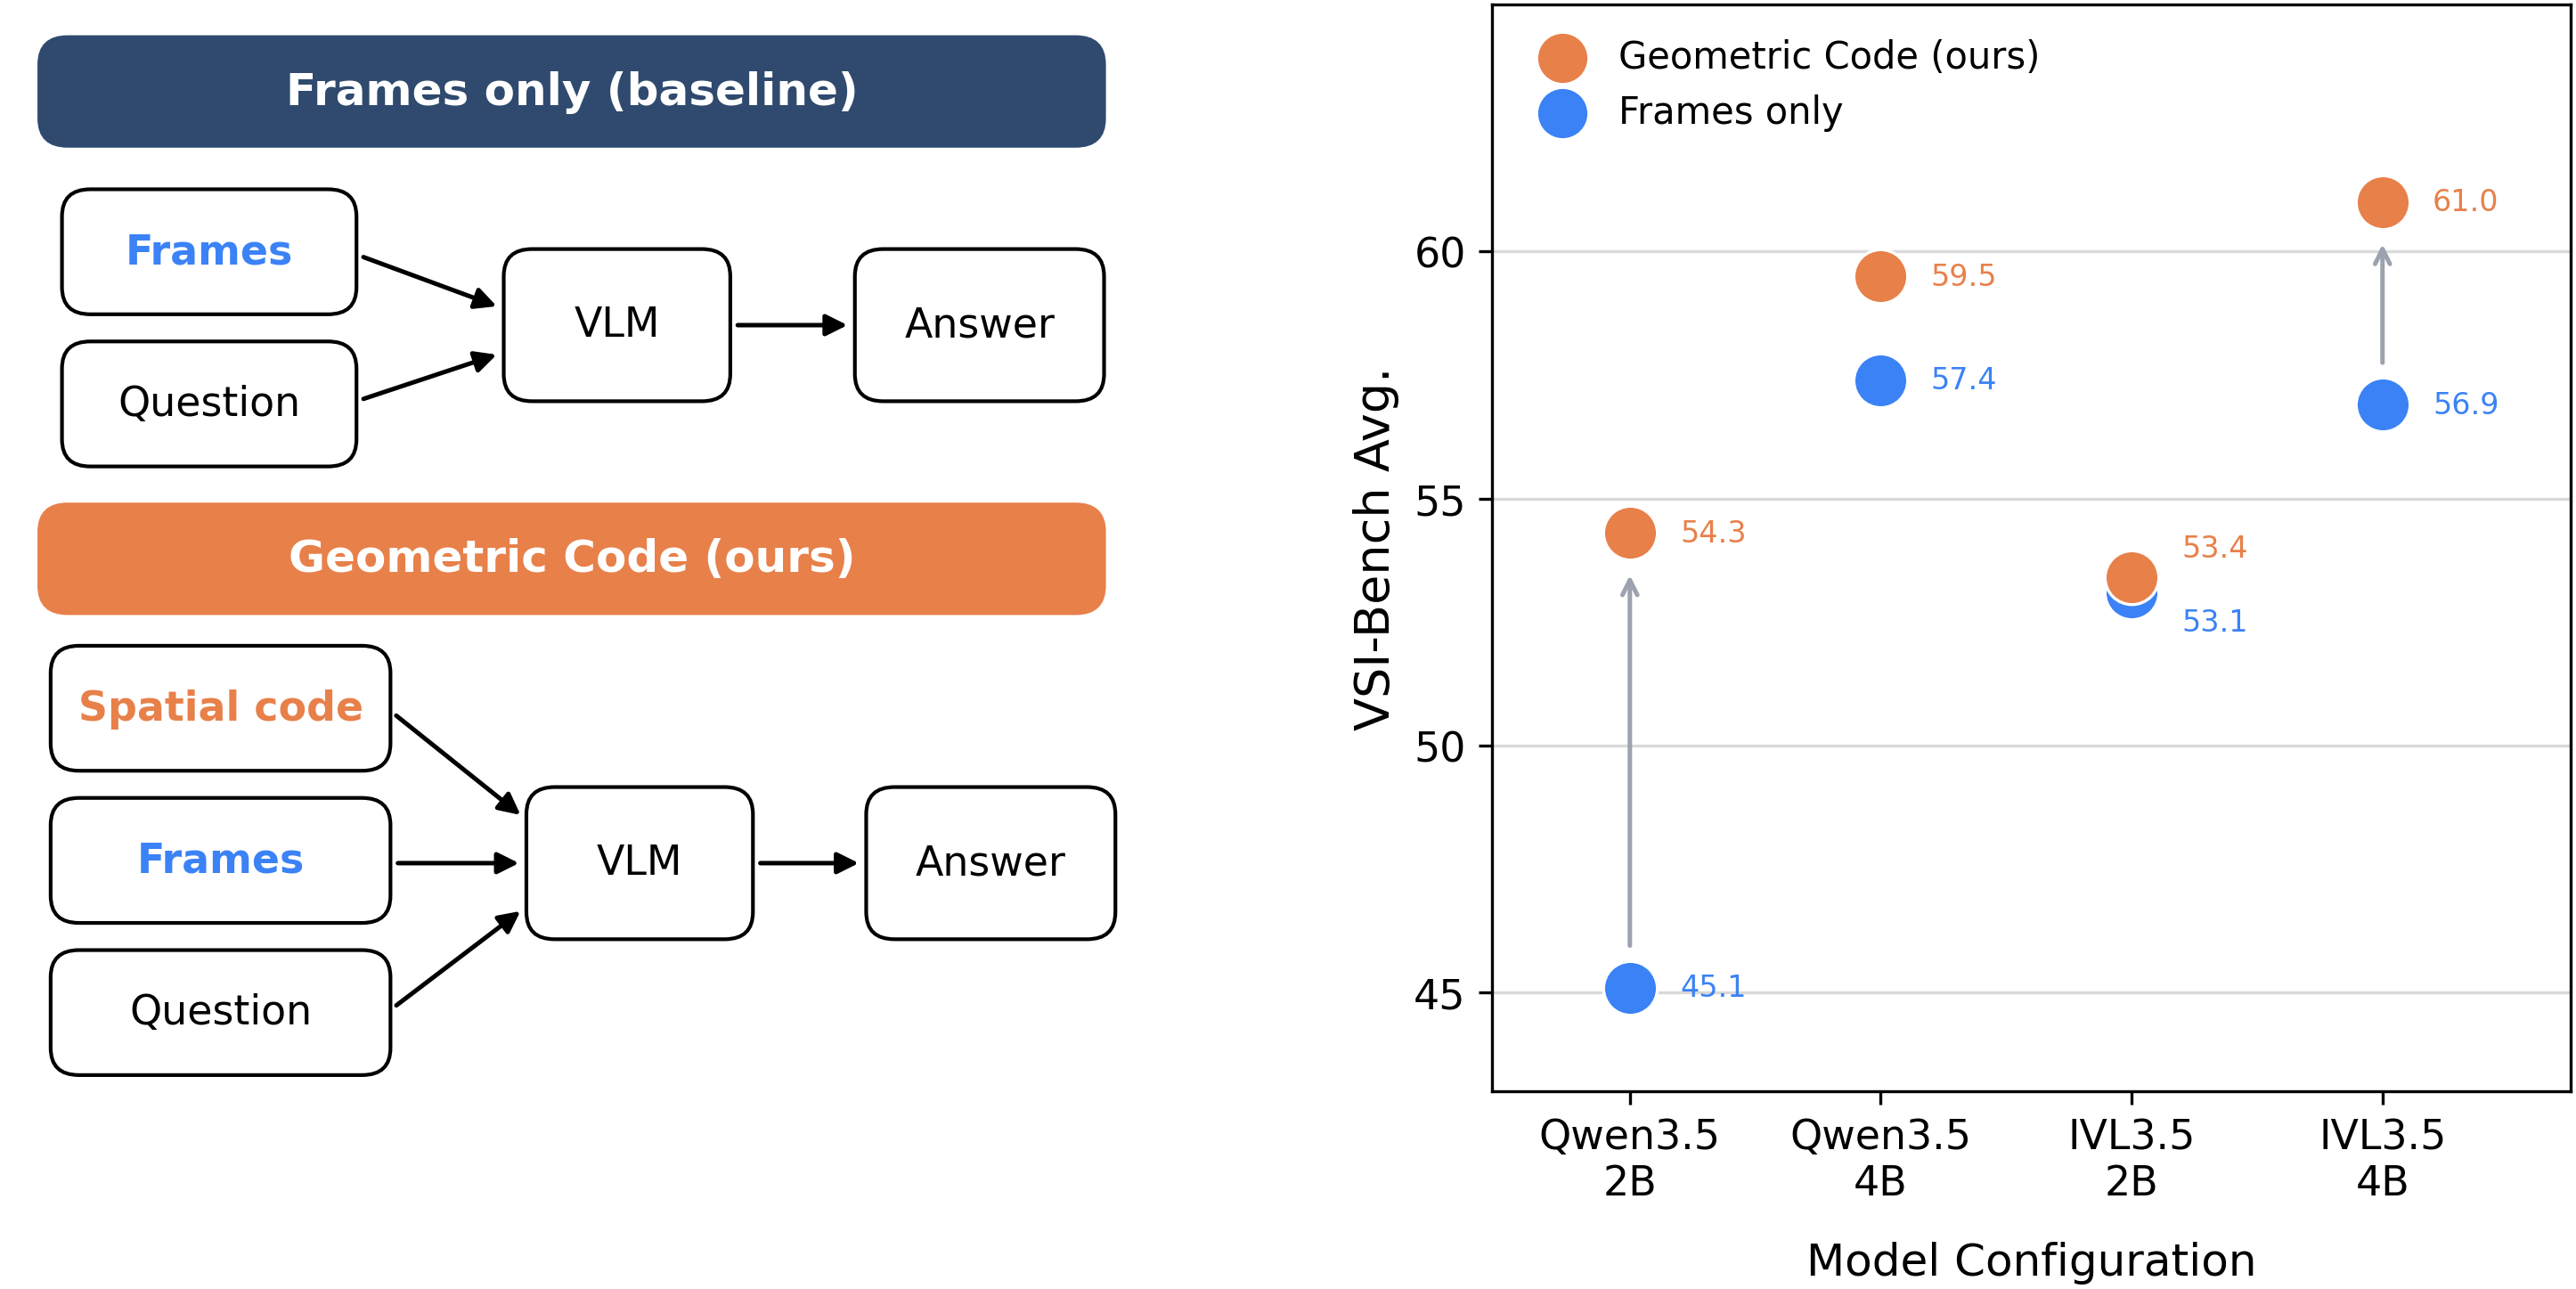 Frames only (baseline)
Frames
Question
VLM
Answer
Geometric Code (ours)
Spatial code
Frames
Question
VLM
Answer
Geometric Code (ours)
Frames only
VSI-Bench Avg.
60
55
50
45
54.3
45.1
59.5
57.4
53.4
53.1
61.0
56.9
Qwen3.5
2B
Qwen3.5
4B
IVL3.5
2B
IVL3.5
4B
Model Configuration